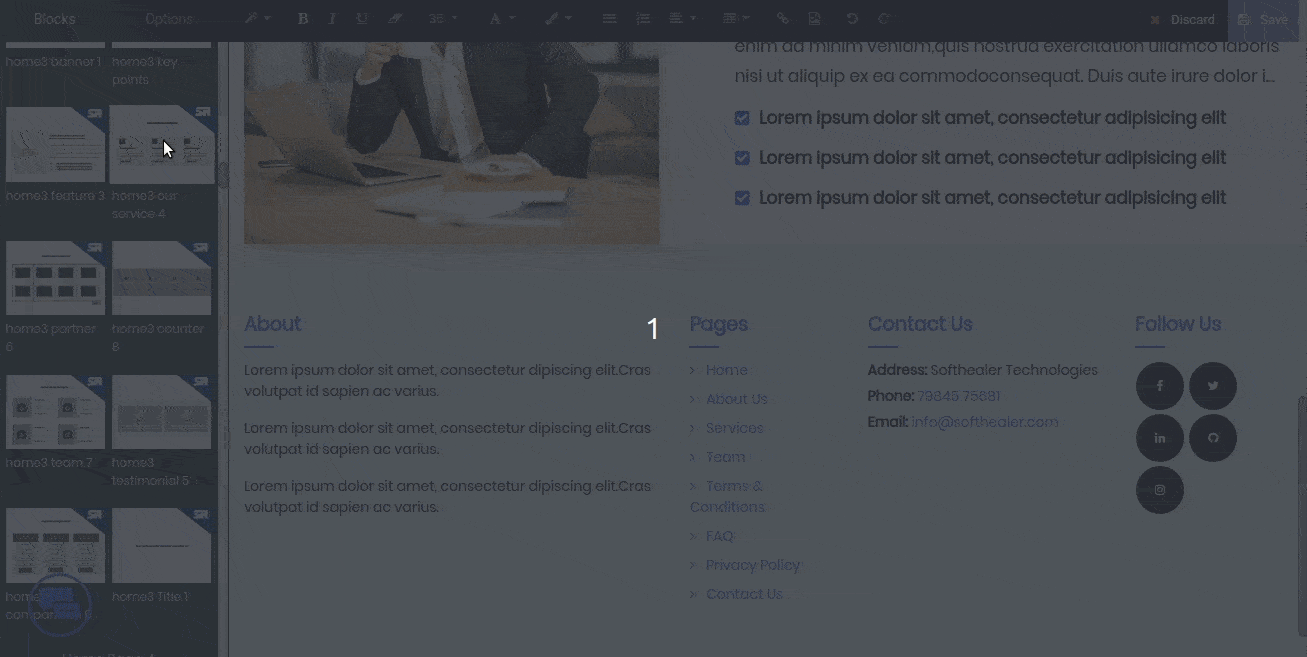 Blocks
Options
B I 35 A
Discard
Save
home3 banner 1
home3 key
points
home3 feature 3
home3 our
service 4
home3 partner
6
home3 counter
8
home3 team 7
home3
testimonial 5
home3 Title 1
enim ad minim veniam,quis nostrud exercitation ullamco laboris
nisi ut aliquip ex ea commodoconsequat. Duis aute irure dolor i...
Lorem ipsum dolor sit amet, consectetur adipisicing elit
Lorem ipsum dolor sit amet, consectetur adipisicing elit
Lorem ipsum dolor sit amet, consectetur adipisicing elit
1
About
Lorem ipsum dolor sit amet, consectetur dipiscing elit.Cras
volutpat id sapien ac varius.
Lorem ipsum dolor sit amet, consectetur dipiscing elit.Cras
volutpat id sapien ac varius.
Lorem ipsum dolor sit amet, consectetur dipiscing elit.Cras
volutpat id sapien ac varius.
Pages
Home
About Us
Services
Team
Terms &
Conditions
FAQ
Privacy Policy
Contact Us
Contact Us
Address: Softhealer Technologies
Phone: 79845 75681
Email: info@softhealer.com
Follow Us